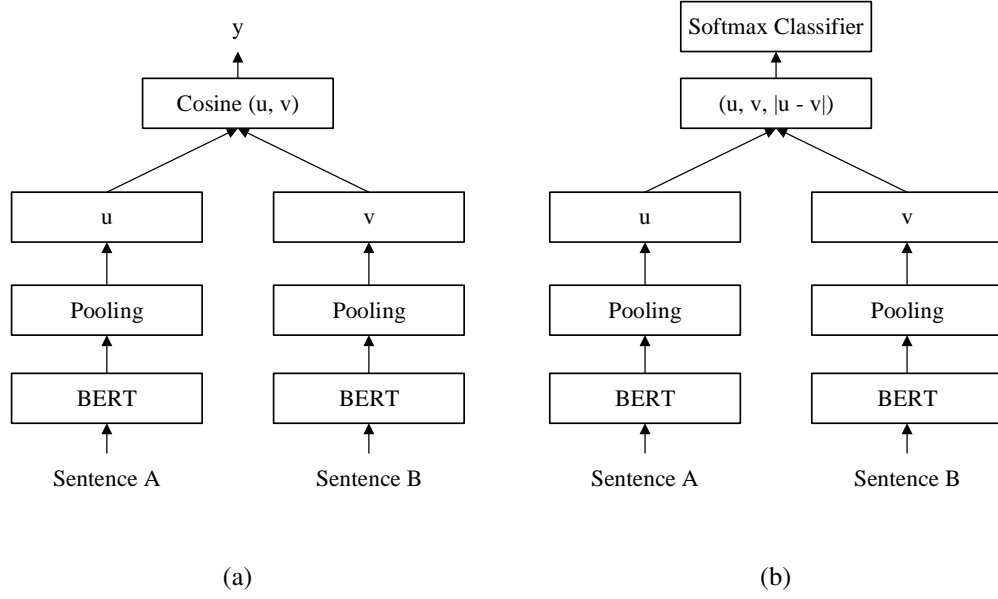 y
Cosine (u, v)
u
v
Pooling
Pooling
BERT
BERT
Sentence A
Sentence B
(a)
Softmax Classifier
(u, v, |u - v|)
u
v
Pooling
Pooling
BERT
BERT
Sentence A
Sentence B
(b)